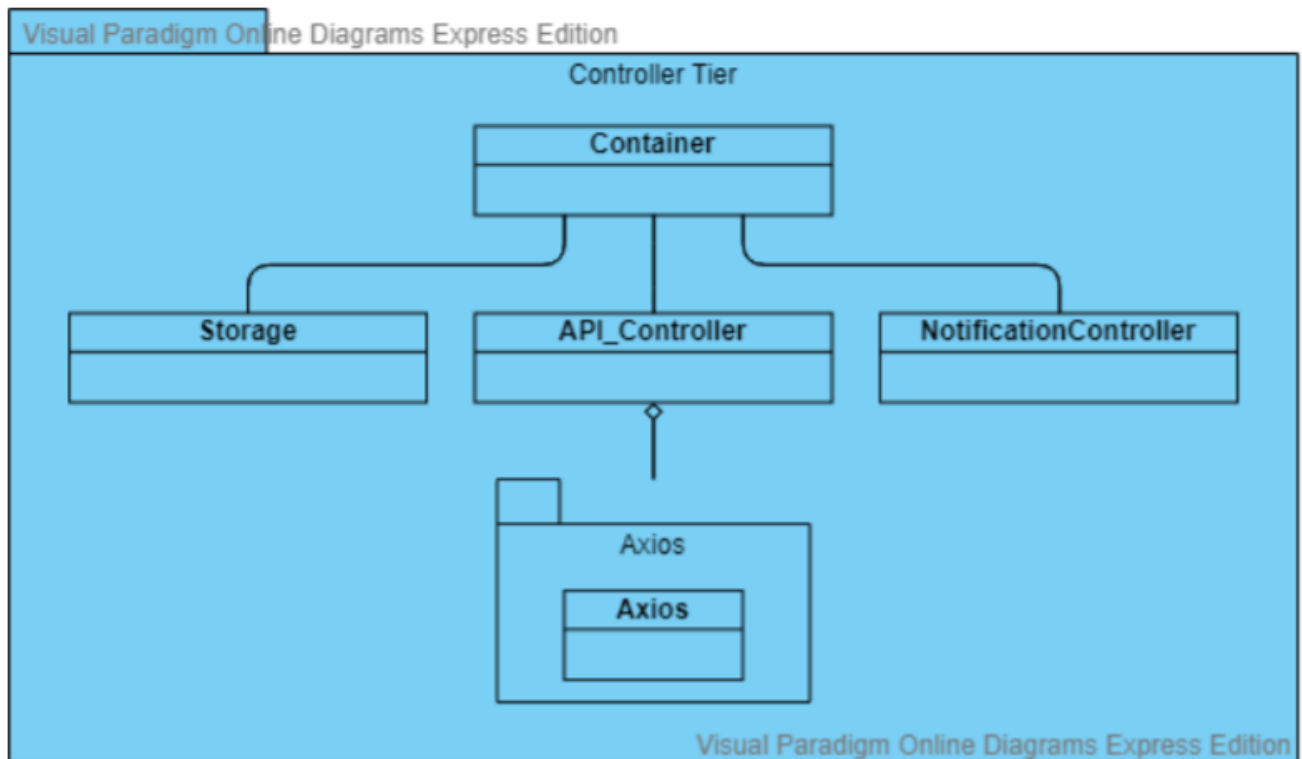 Visual Paradigm Online Diagrams Express Edition
Controller Tier
Container
Storage
API_Controller
NotificationController
Axios
Axios
Visual Paradigm Online Diagrams Express Edition